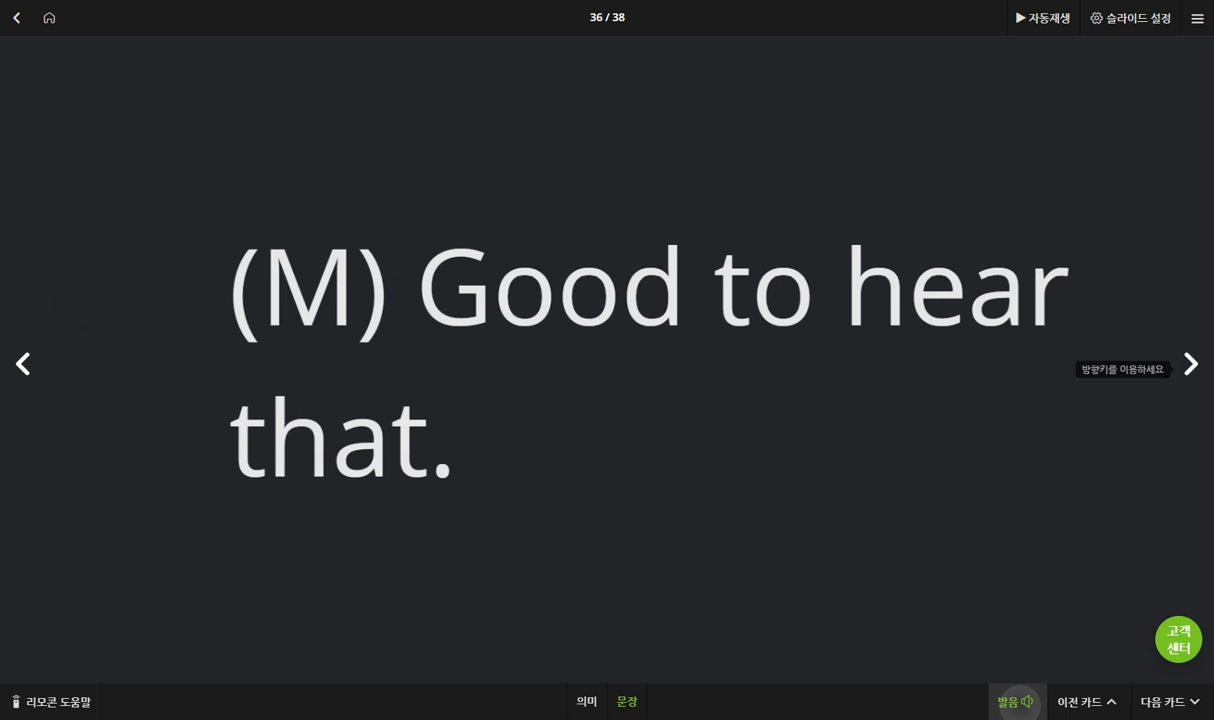 36 / 38
자동재생
슬라이드 설정
(M) Good to hear
that.
방향키를 이용하세요
고객
센터
리모콘 도움말
의미
문장
발음
이전 카드
다음 카드